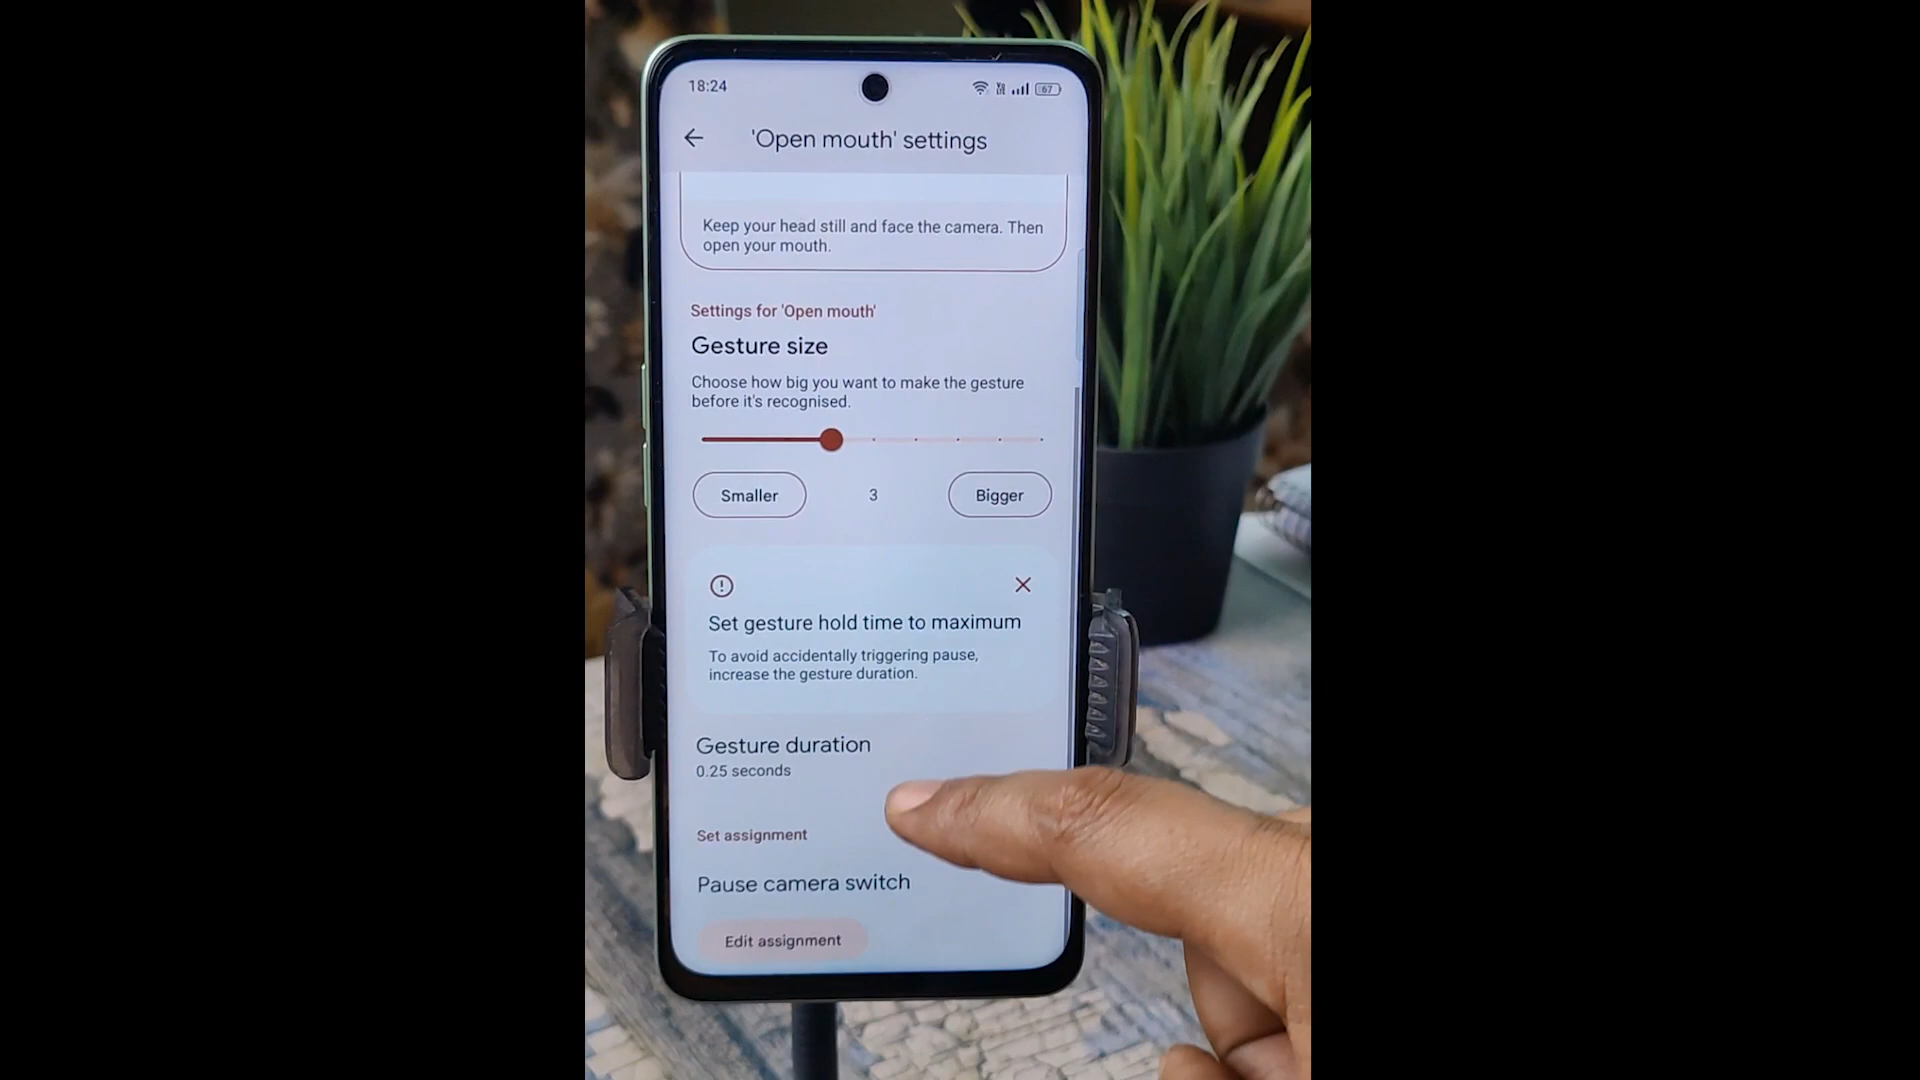 18:24
67
'Open mouth' settings
Keep your head still and face the camera. Then
open your mouth.
Settings for 'Open mouth'
Gesture size
Choose how big you want to make the gesture
before it's recognised.
Smaller
3
Bigger
Set gesture hold time to maximum
To avoid accidentally triggering pause,
increase the gesture duration.
Gesture duration
0.25 seconds
Set assignment
Pause camera switch
Edit assignment